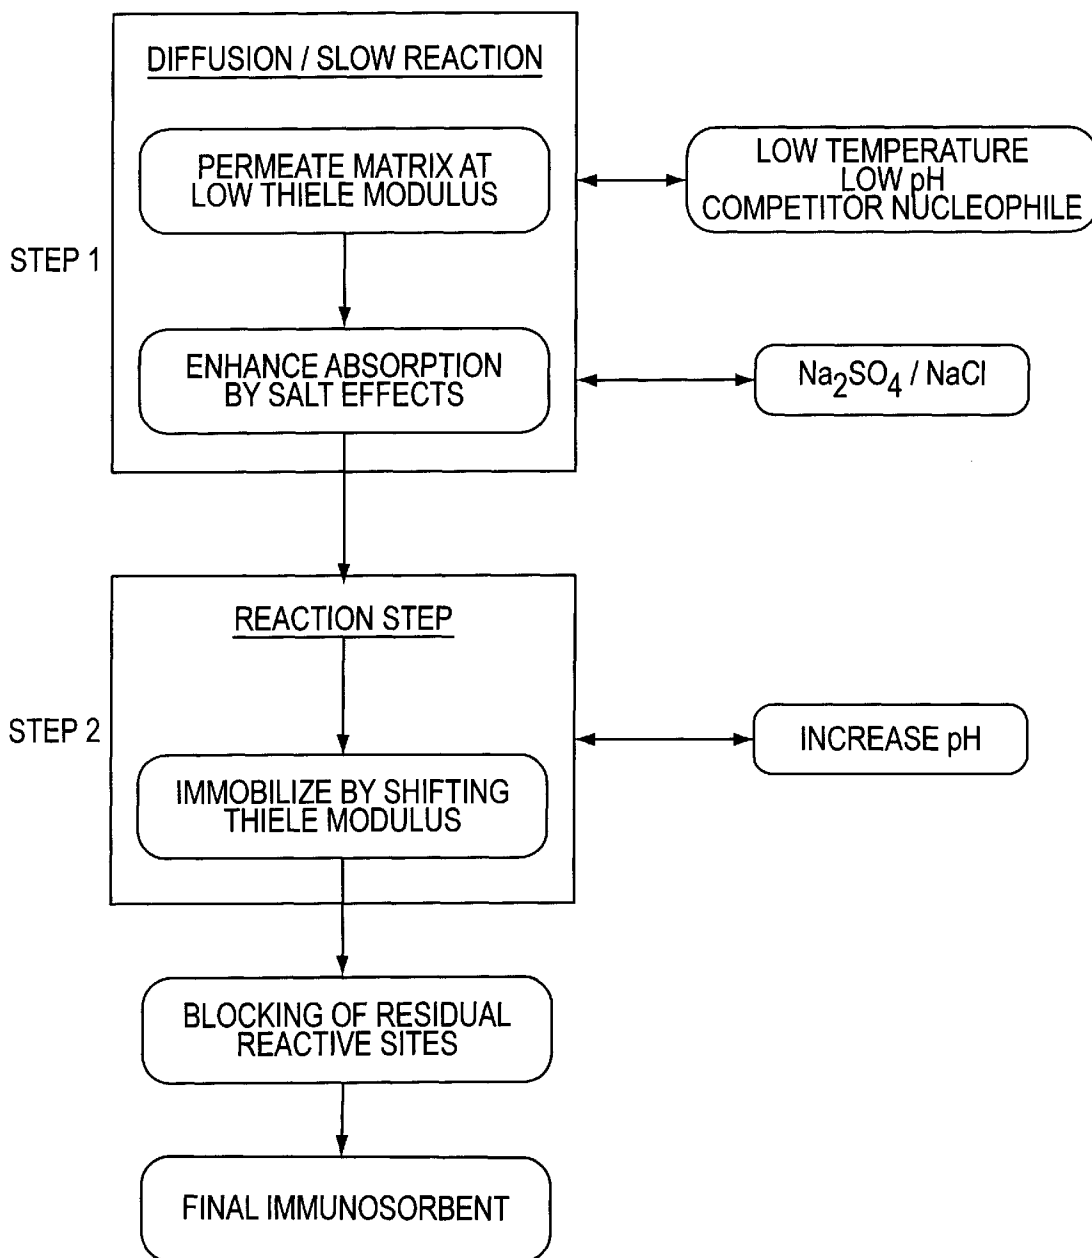 DIFFUSION / SLOW REACTION
PERMEATE MATRIX AT
LOW THIELE MODULUS
LOW TEMPERATURE
LOW pH
COMPETITOR NUCLEOPHILE
STEP 1
ENHANCE ABSORPTION
BY SALT EFFECTS
Na2SO4 / NaCl
REACTION STEP
STEP 2
INCREASE pH
IMMOBILIZE BY SHIFTING
THIELE MODULUS
BLOCKING OF RESIDUAL
REACTIVE SITES
FINAL IMMUNOSORBENT